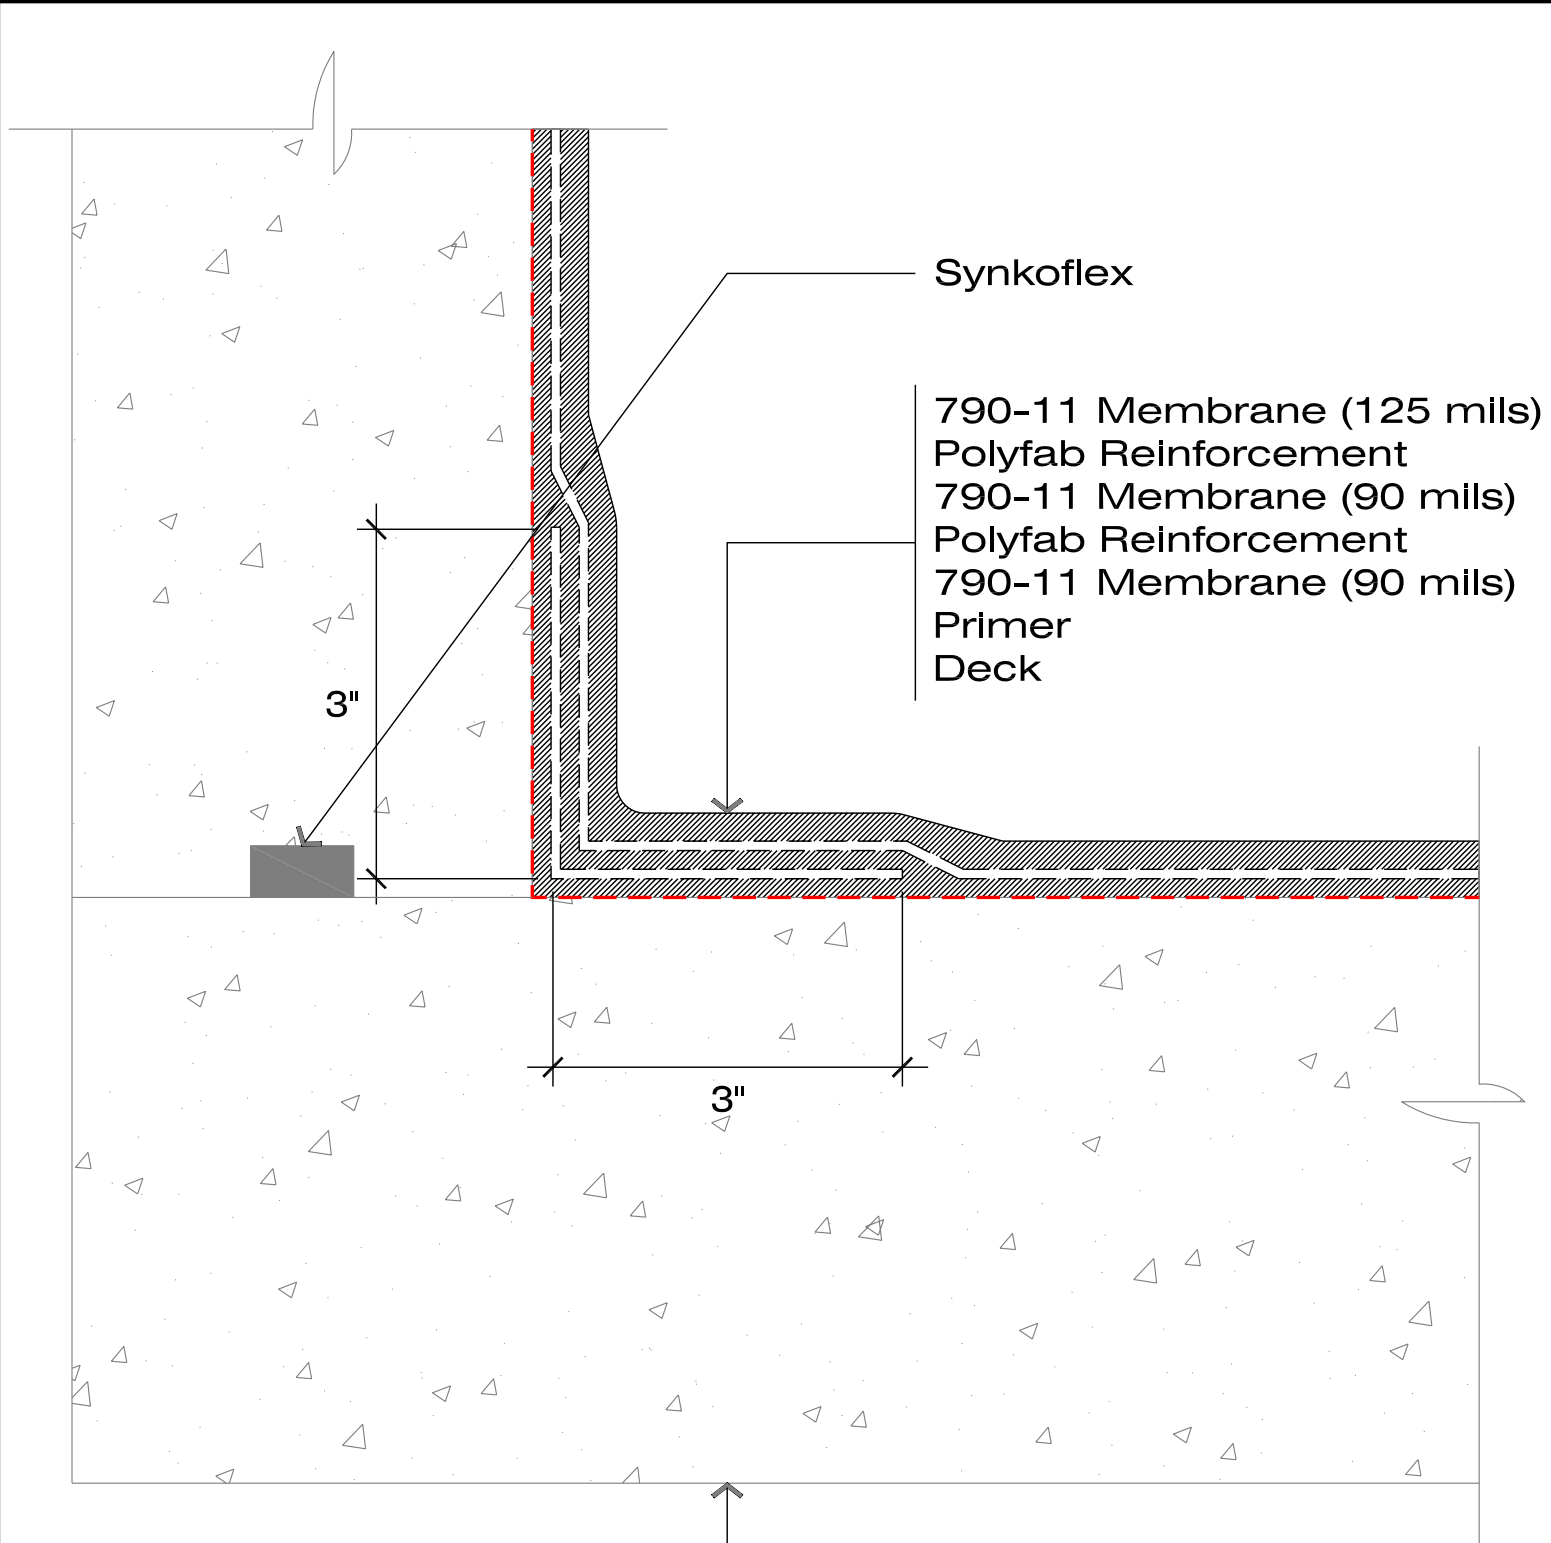 Synkoflex
790-11 Membrane (125 mils)
Polyfab Reinforcement
790-11 Membrane (90 mils)
Polyfab Reinforcement
790-11 Membrane (90 mils)
Primer
Deck
3"
3"